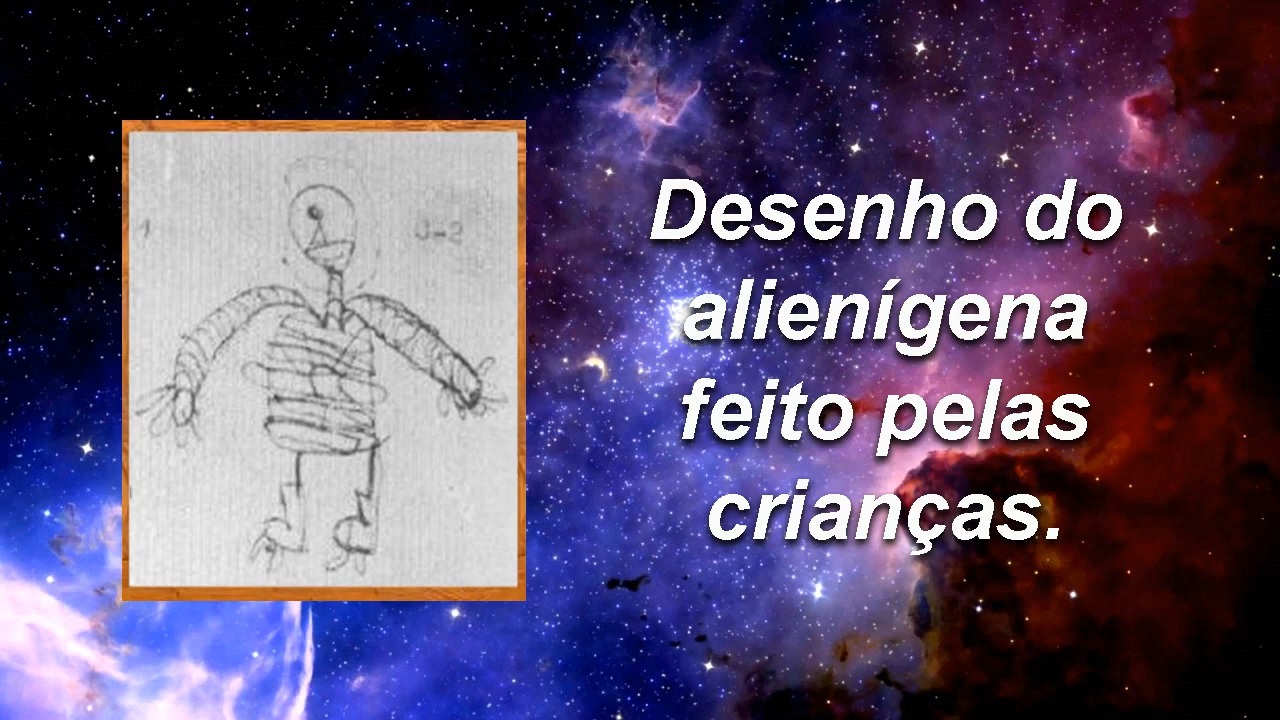 Desenho do
alienígena
feito pelas
crianças.